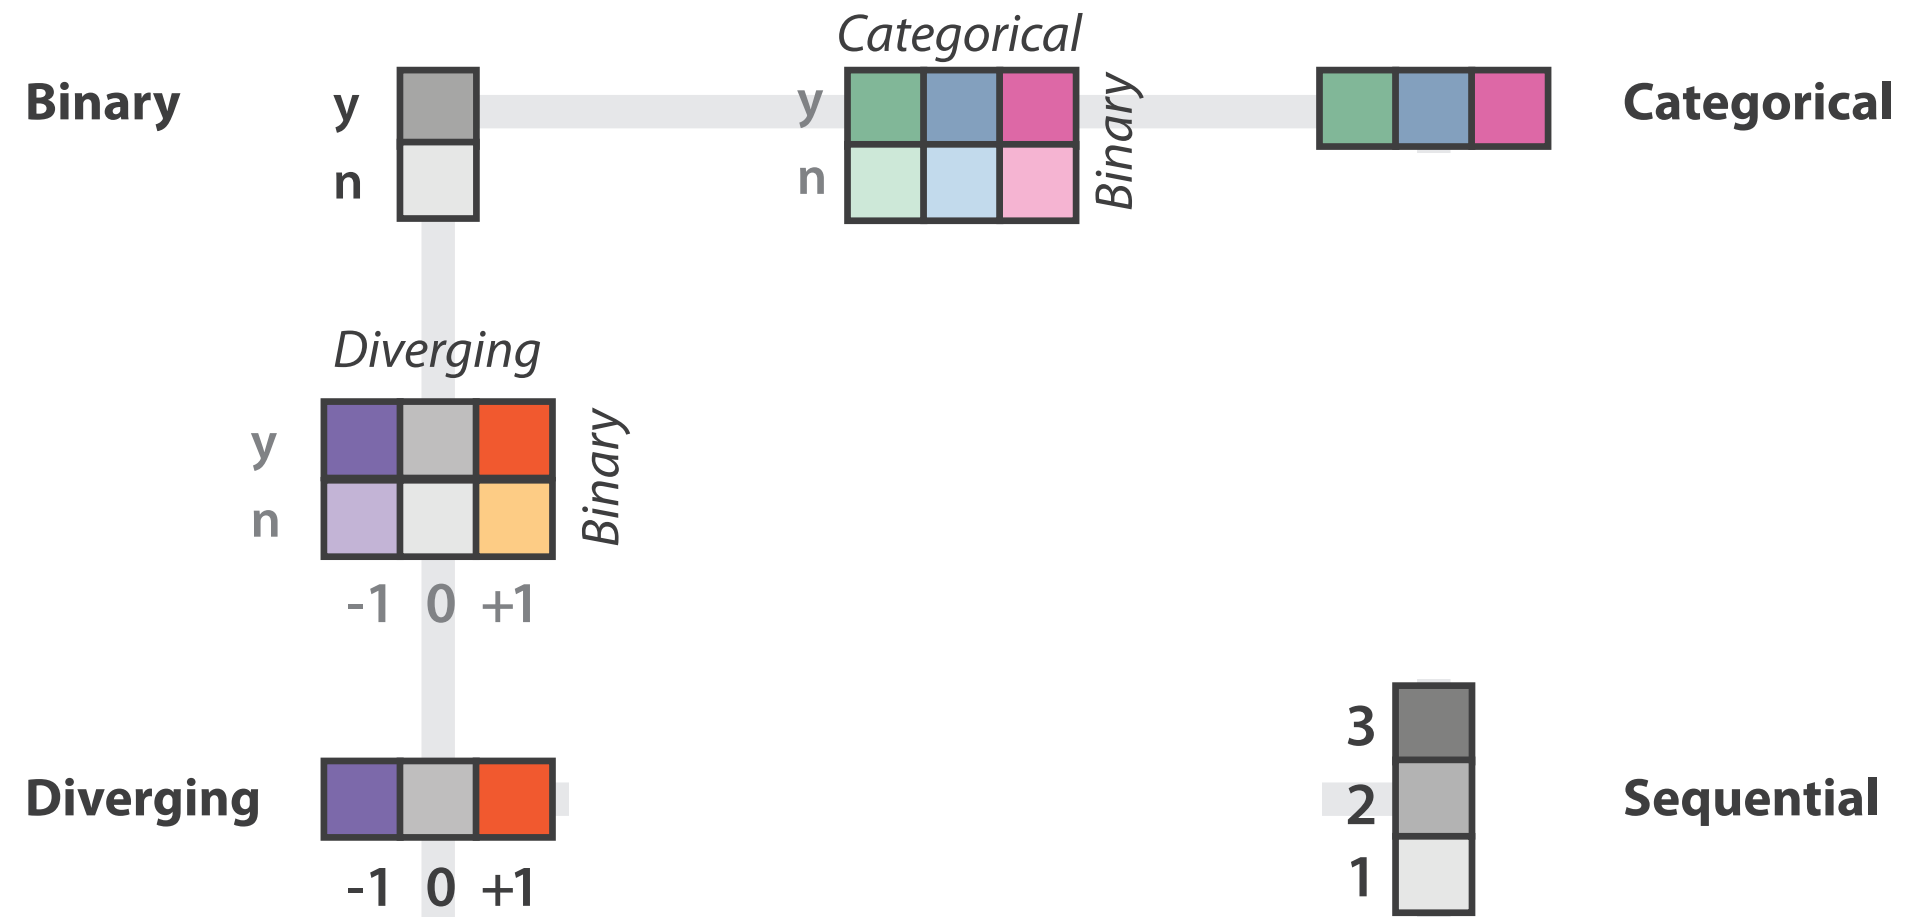 Categorical
Binary
y
n
y
n
Binary
Categorical
Diverging
y
n
Binary
-1 0 +1
Diverging
-1 0 +1
3
2
1
Sequential